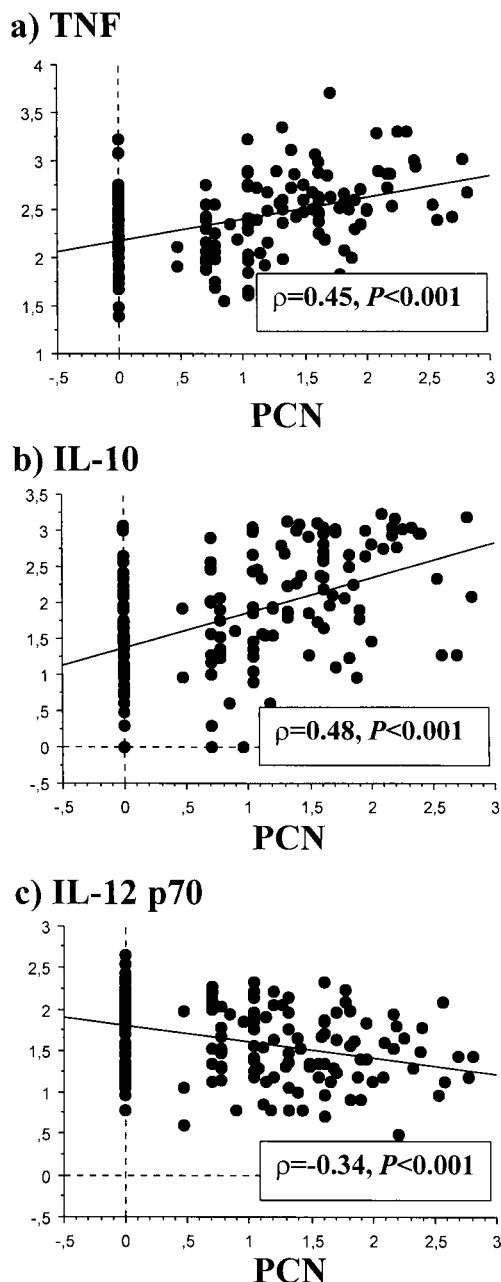 a) TNF
4
3,5
3
2,5
2
1,5
1
ρ=0.45, P<0.001
-,5 0 ,5 1 1,5 2 2,5 3
PCN
b) IL-10
3,5
3
2,5
2
1,5
1
,5
0
-,5
ρ=0.48, P<0.001
-,5 0 ,5 1 1,5 2 2,5 3
PCN
c) IL-12 p70
3
2,5
2
1,5
1
,5
0
-,5
ρ=-0.34, P<0.001
-,5 0 ,5 1 1,5 2 2,5 3
PCN